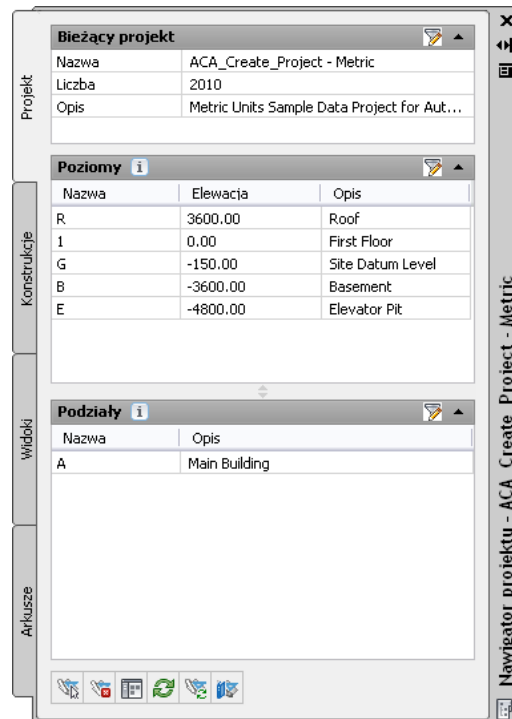 Bieżący projekt
Nazwa ACA_Create_Project - Metric
Liczba 2010
Opis Metric Units Sample Data Project for Aut...
Poziomy i
Nazwa Elewacja Opis
R 3600.00 Roof
1 0.00 First Floor
G -150.00 Site Datum Level
B -3600.00 Basement
E -4800.00 Elevator Pit
Podziały i
Nazwa Opis
A Main Building
Projekt
Konstrukcje
Widoki
Arkusze
Nawigator projektu - ACA_Create_Project - Metric